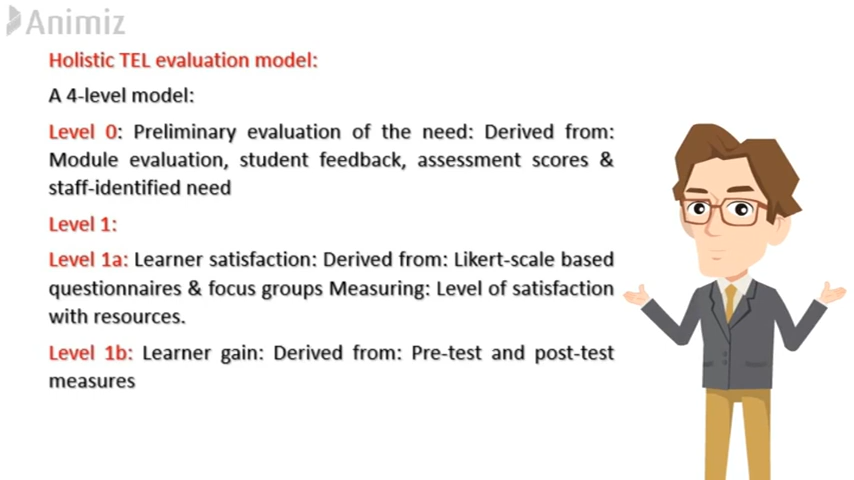 Animiz
Holistic TEL evaluation model:
A 4-level model:
Level 0: Preliminary evaluation of the need: Derived from:
Module evaluation, student feedback, assessment scores &
staff-identified need
Level 1:
Level 1a: Learner satisfaction: Derived from: Likert-scale based
questionnaires & focus groups Measuring: Level of satisfaction
with resources.
Level 1b: Learner gain: Derived from: Pre-test and post-test
measures